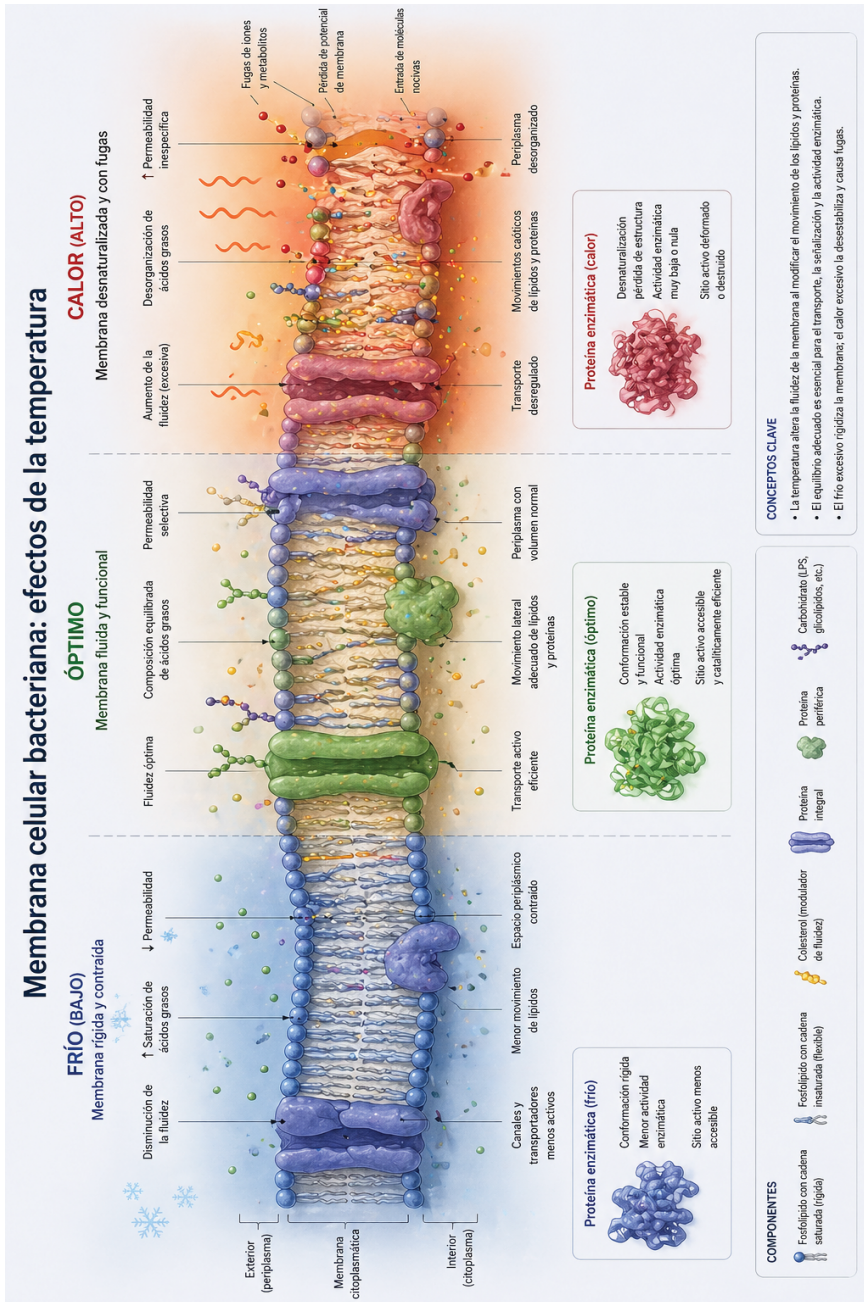 Membrana celular bacteriana: efectos de la temperatura
FRÍO (BAJO)
Membrana rígida y contraída
ÓPTIMO
Membrana fluida y funcional
CALOR (ALTO)
Membrana desnaturalizada y con fugas
Disminución de
la fluidez
↑ Saturación de
ácidos grasos
↓ Permeabilidad
Fluidez óptima
Composición equilibrada
de ácidos grasos
Permeabilidad
selectiva
Aumento de la
fluidez (excesiva)
Desorganización de
ácidos grasos
↑ Permeabilidad
inespecífica
Fugas de iones
y metabolitos
Pérdida de potencial
de membrana
Entrada de moléculas
nocivas
Exterior
(periplasma)
Membrana
citoplasmática
Interior
(citoplasma)
Canales y
transportadores
menos activos
Menor movimiento
de lípidos
Espacio periplásmico
contraído
Transporte activo
eficiente
Movimiento lateral
adecuado de lípidos
y proteínas
Periplasma con
volumen normal
Transporte
desregulado
Movimientos caóticos
de lípidos y proteínas
Periplasma
desorganizado
Proteína enzimática (frío)
Conformación rígida
Menor actividad
enzimática
Sitio activo menos
accesible
Proteína enzimática (óptimo)
Conformación estable
y funcional
Actividad enzimática
óptima
Sitio activo accesible
y catalíticamente eficiente
Proteína enzimática (calor)
Desnaturalización
pérdida de estructura
Actividad enzimática
muy baja o nula
Sitio activo deformado
o destruido
COMPONENTES
Fosfolípido con cadena
saturada (rígida)
Fosfolípido con cadena
insaturada (flexible)
Colesterol (modulador
de fluidez)
Proteína
integral
Proteína
periférica
Carbohidrato (LPS,
glicolípidos, etc.)
CONCEPTOS CLAVE
• La temperatura altera la fluidez de la membrana al modificar el movimiento de los lípidos y proteínas.
• El equilibrio adecuado es esencial para el transporte, la señalización y la actividad enzimática.
• El frío excesivo rigidiza la membrana; el calor excesivo la desestabiliza y causa fugas.